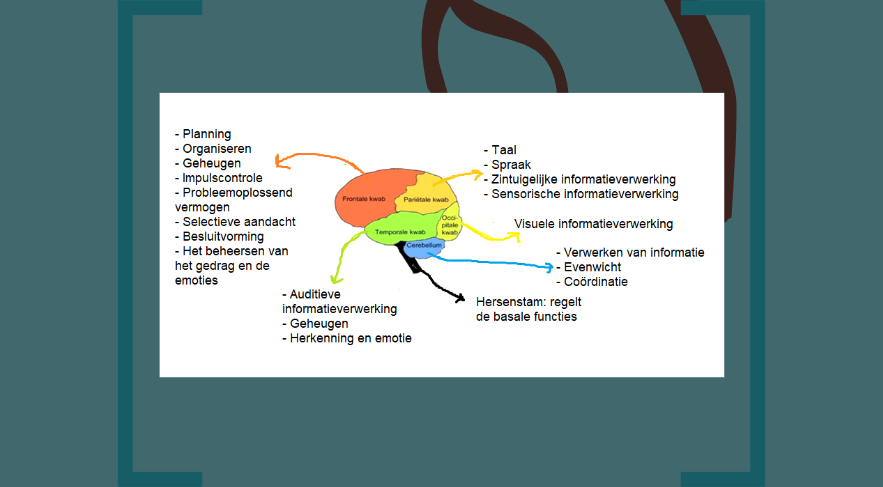 - Planning
- Organiseren
- Geheugen
- Impulscontrole
- Probleemoplossend
vermogen
- Selectieve aandacht
- Besluitvorming
- Het beheersen van
het gedrag en de
emoties
Frontale kwab
Pariëtale kwab
Occi-
pitale
kwab
Temporale kwab
Cerebellum
- Taal
- Spraak
- Zintuigelijke informatieverwerking
- Sensorische informatieverwerking
Visuele informatieverwerking
- Verwerken van informatie
- Evenwicht
- Coördinatie
- Auditieve
informatieverwerking
- Geheugen
- Herkenning en emotie
Hersenstam: regelt
de basale functies